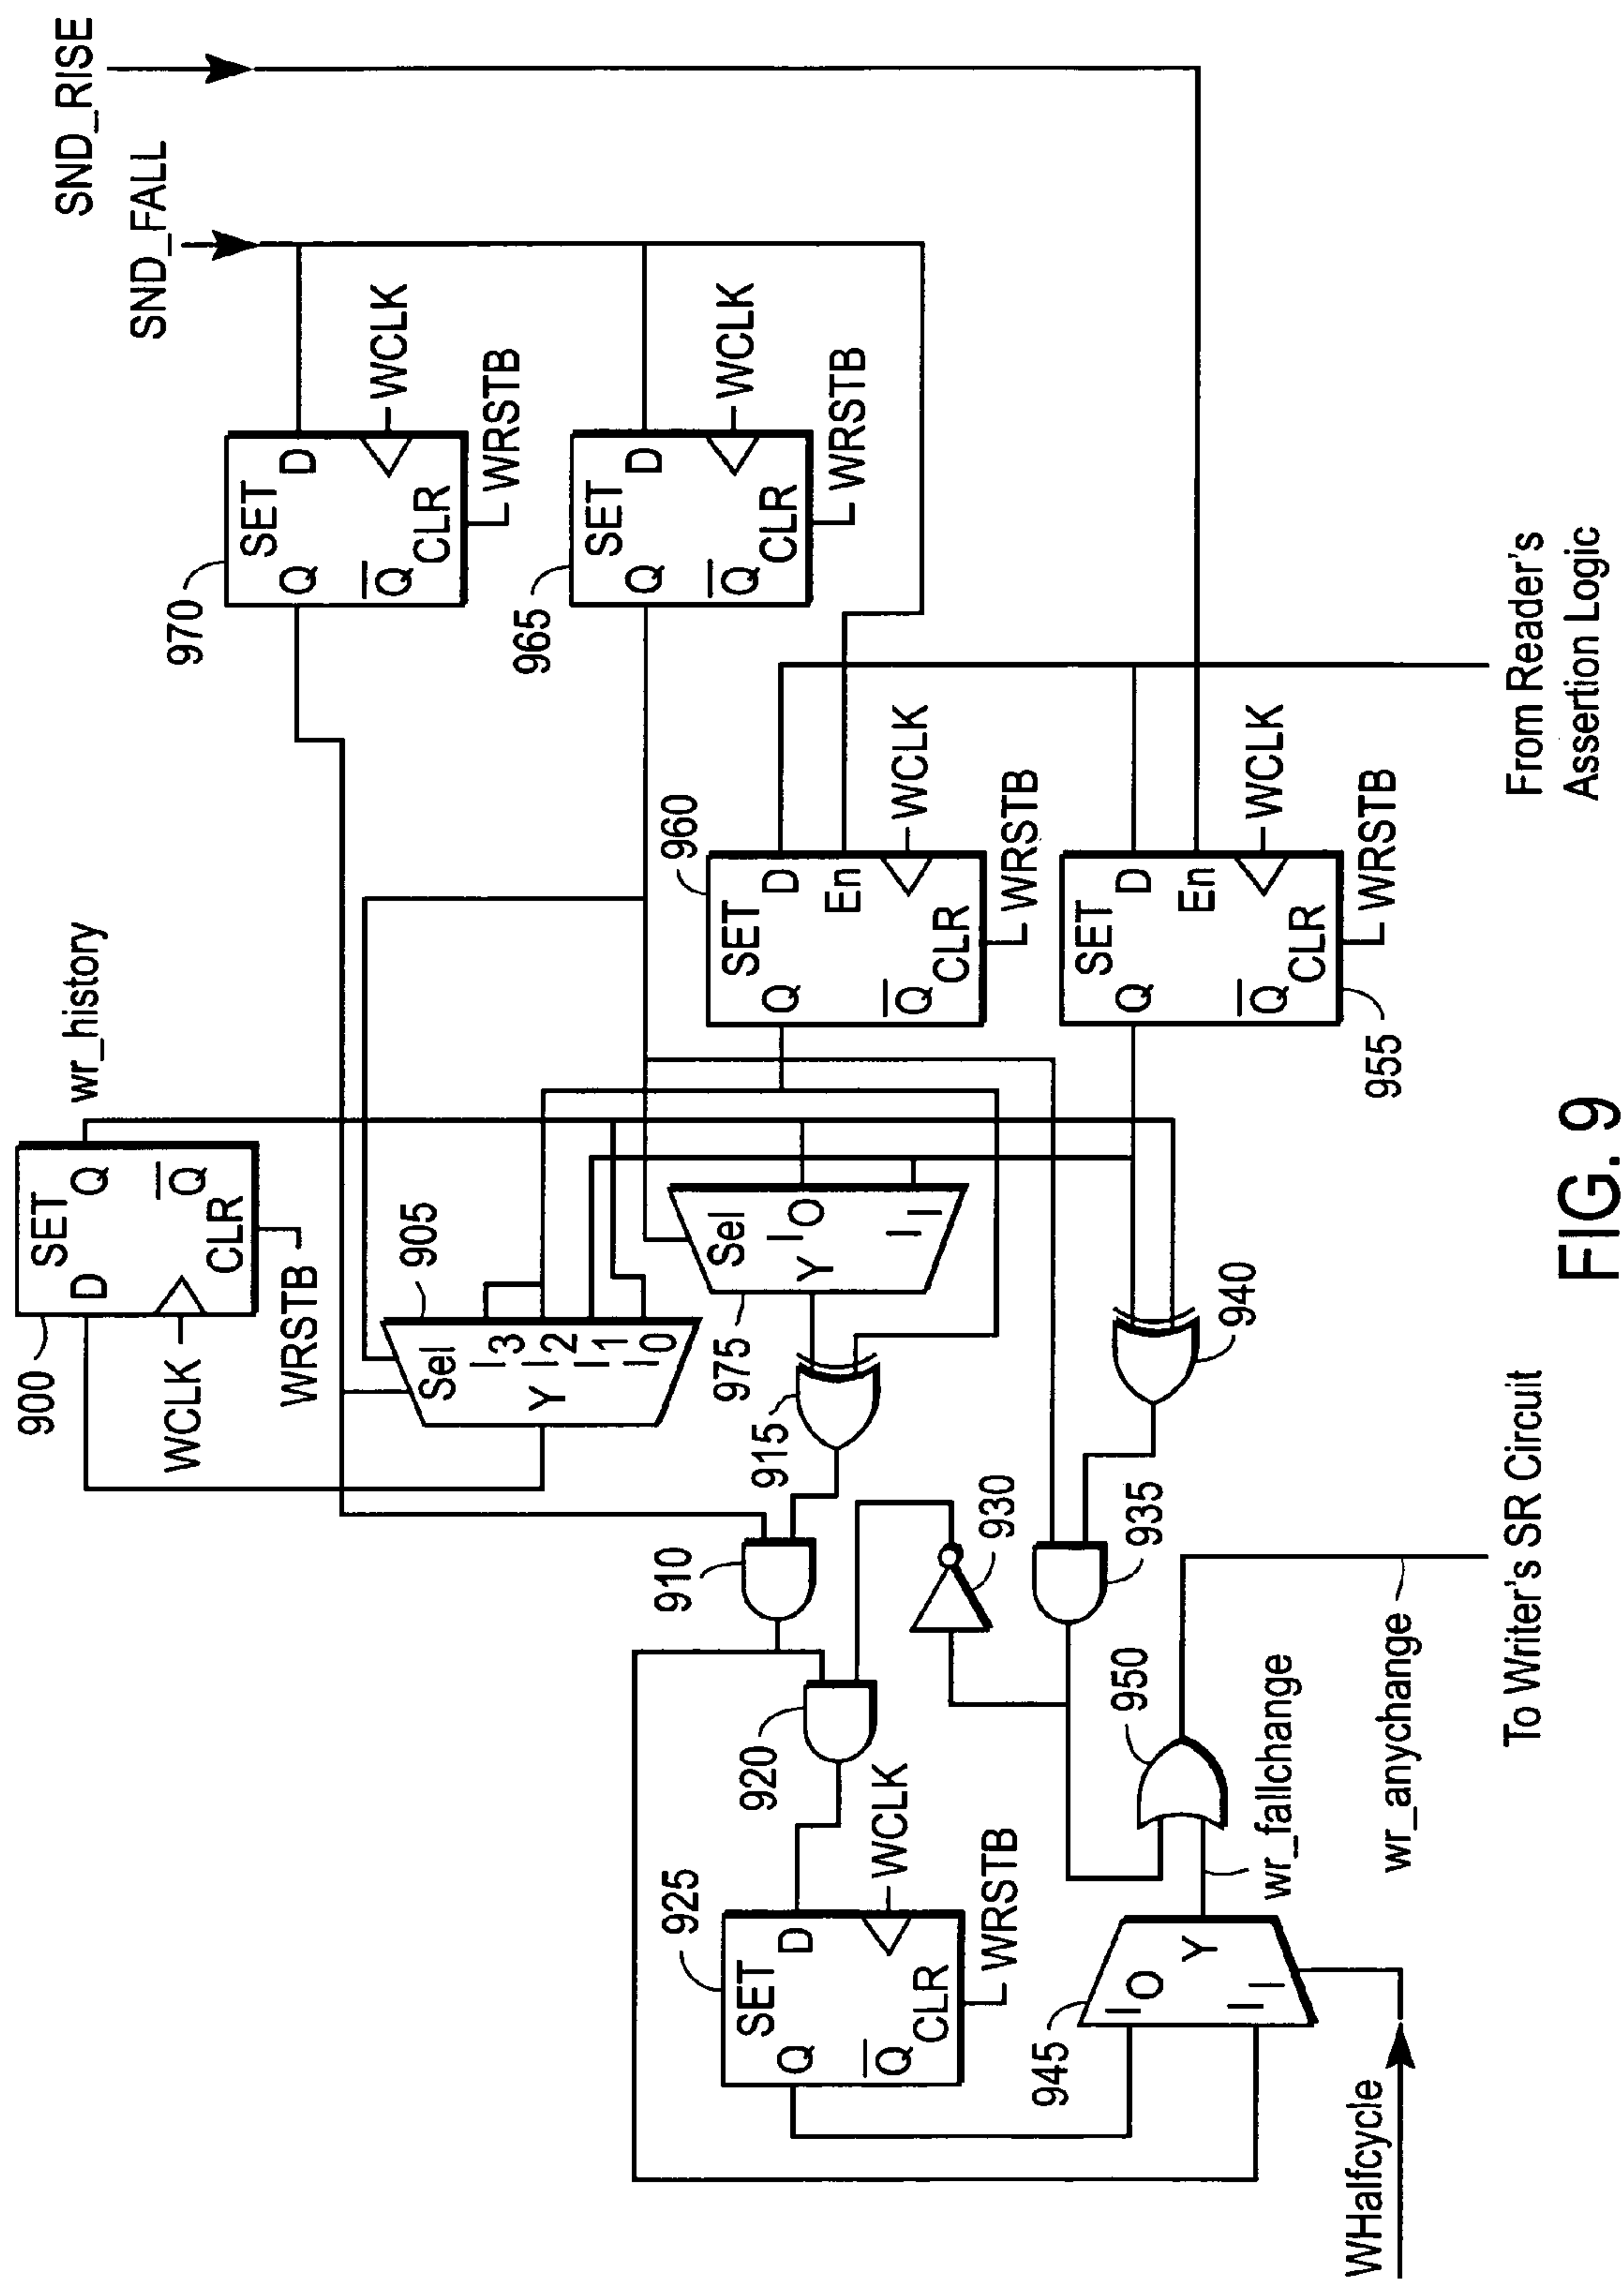 SND_RISE
SND_FALL
970
SET
Q
D
Q
CLR
WCLK
WRSTB
965
SET
Q
D
Q
CLR
WCLK
WRSTB
960
SET
Q
D
En
Q
CLR
WCLK
WRSTB
955
SET
Q
D
En
Q
CLR
WCLK
WRSTB
From Reader's
Assertion Logic
wr_history
900
SET
D
Q
Q
CLR
WCLK
WRSTB
905
Sel
I3
I2
I1
I0
Y
975
Sel
I0
Y
I1
915
910
940
935
930
920
925
SET
Q
D
Q
CLR
WCLK
WRSTB
945
I0
Y
I1
950
wr_fallchange
wr_anychange
WHalfcycle
To Writer's SR Circuit
FIG. 9